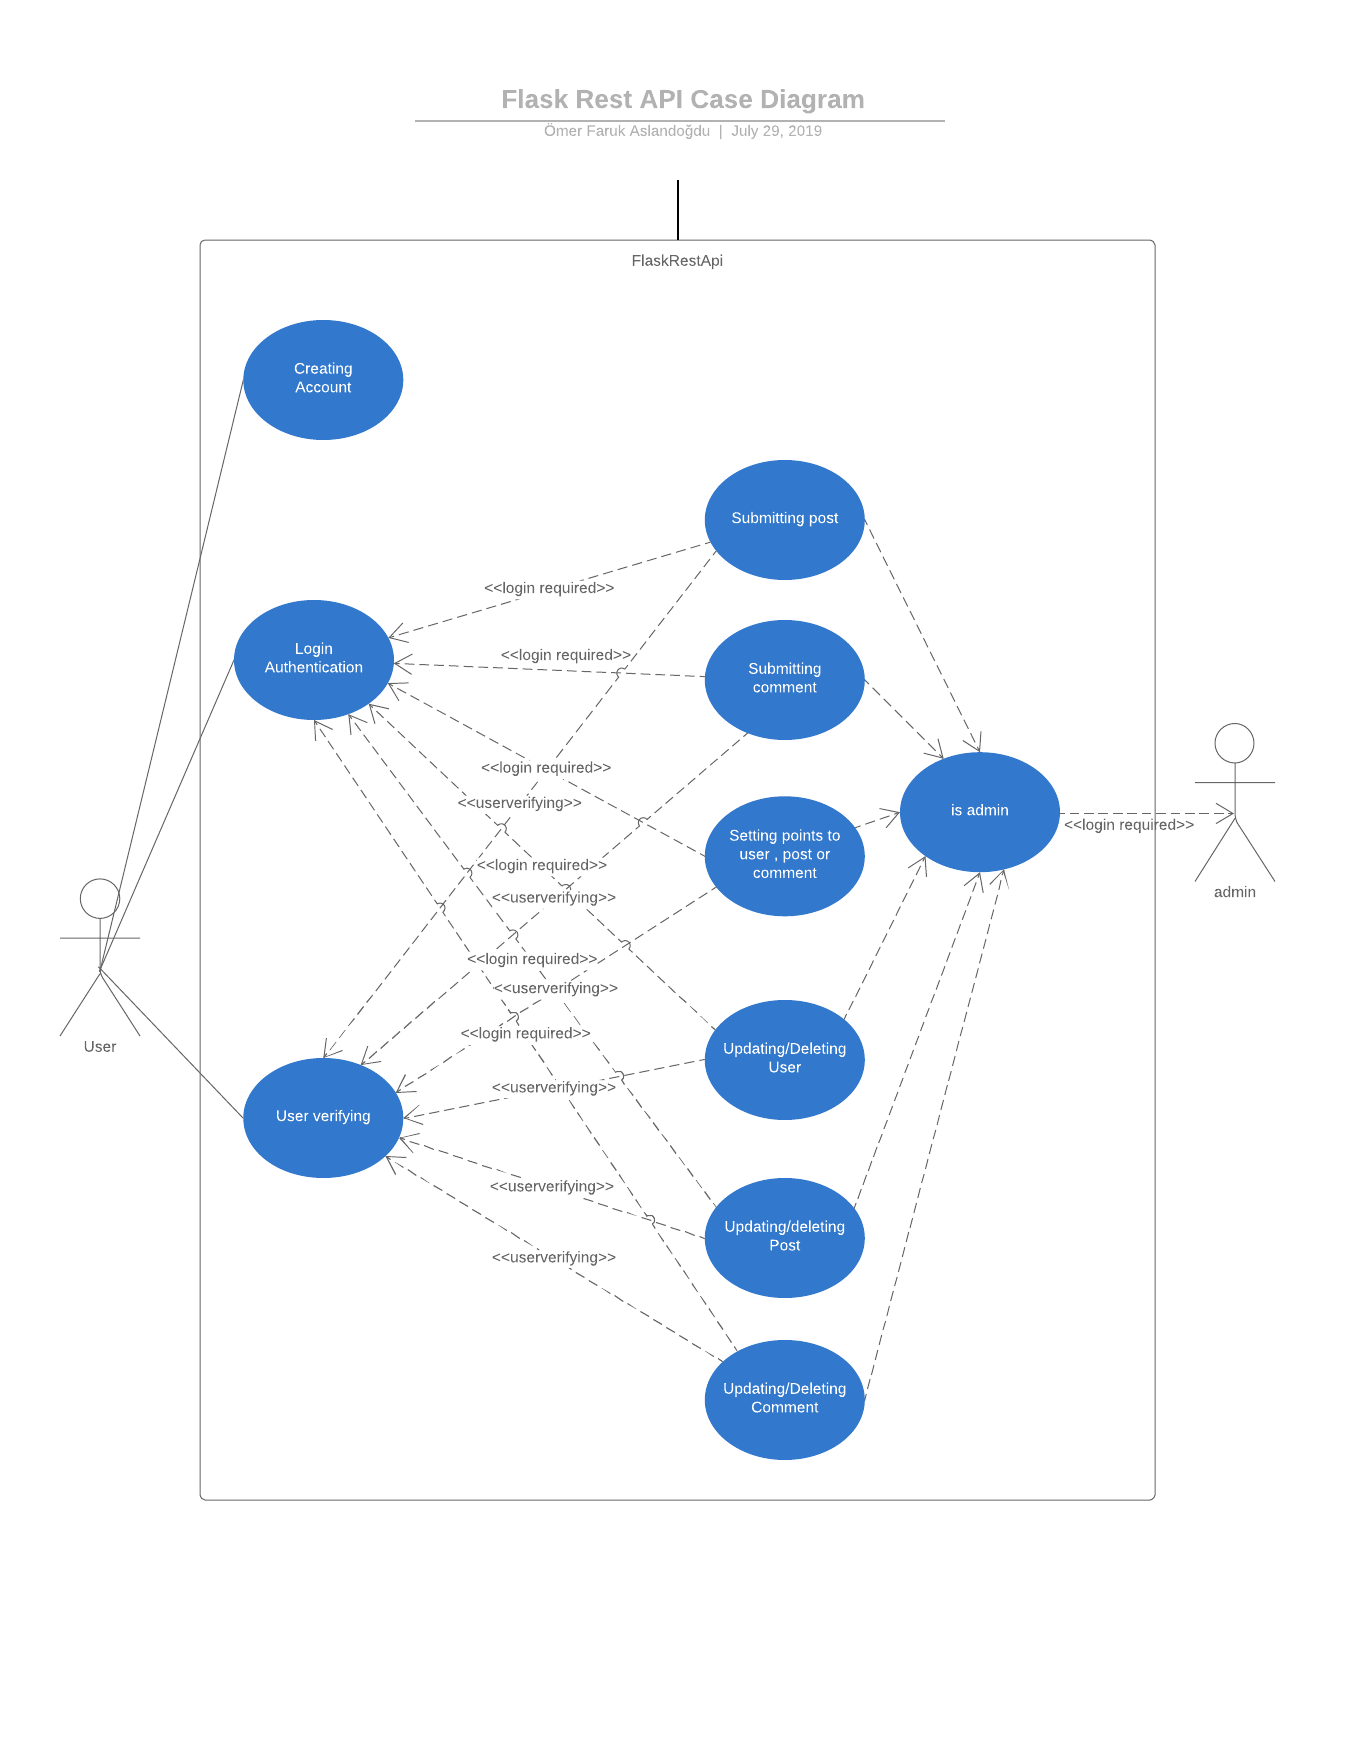 Flask Rest API Case Diagram
Ömer Faruk Aslandoğdu | July 29, 2019
FlaskRestApi
Creating
Account
Submitting post
<<login required>>
Login
Authentication
<<login required>>
Submitting
comment
<<login required>>
<<userverifying>>
is admin
<<login required>>
Setting points to
user , post or
comment
<<login required>>
<<userverifying>>
admin
<<login required>>
<<userverifying>>
<<login required>>
User
Updating/Deleting
User
<<userverifying>>
User verifying
<<userverifying>>
Updating/deleting
Post
<<userverifying>>
Updating/Deleting
Comment